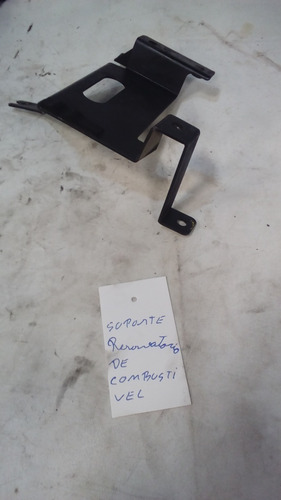 SUPORTE
Reservatorio
DE
COMBUSTI
VEL